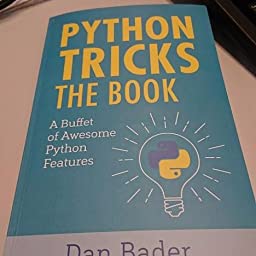 PYTHON
TRICKS
THE BOOK
A Buffet
of Awesome
Python
Features
Dan Bader